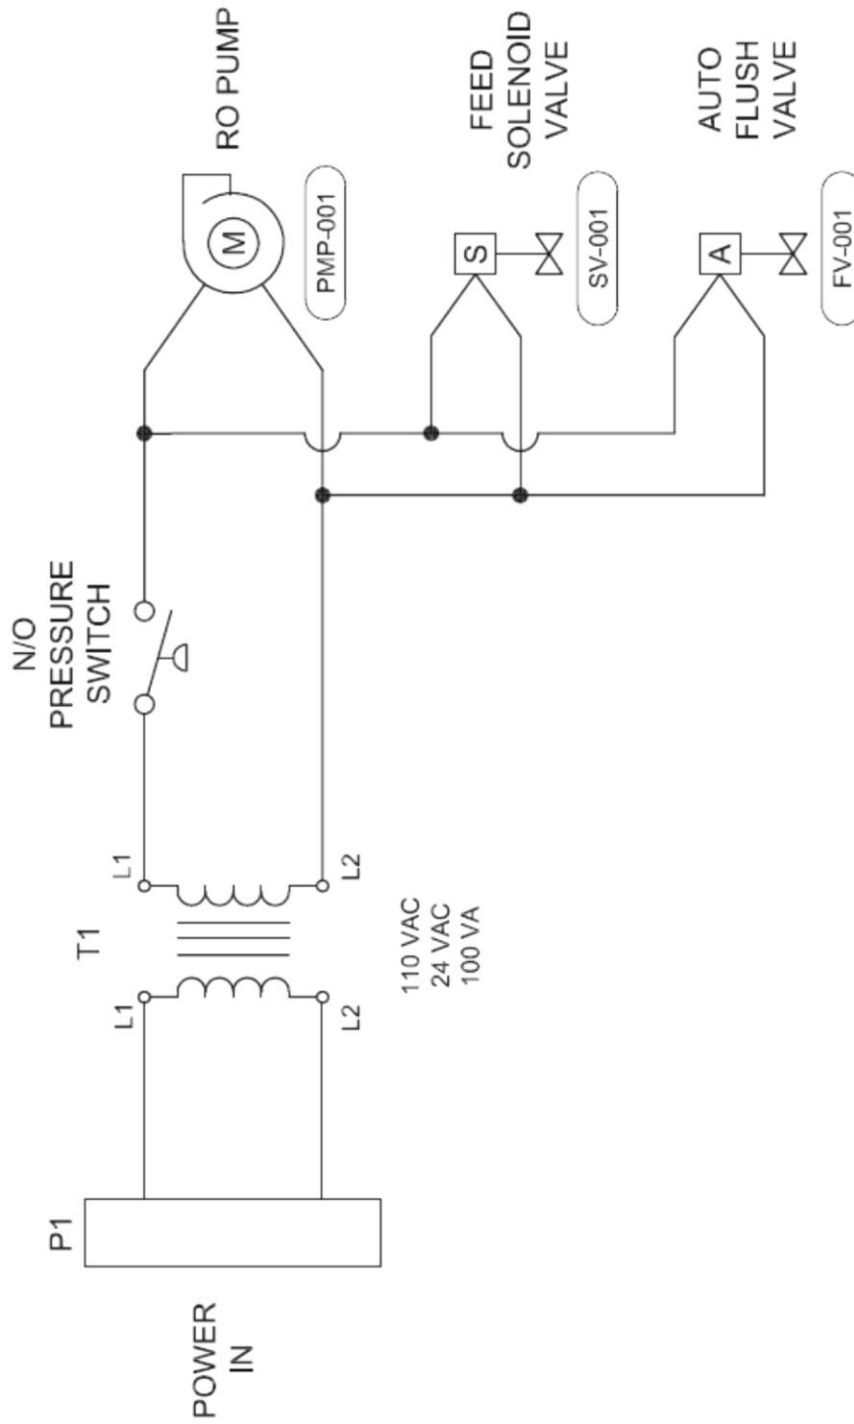 POWER
IN
P1
L1
L2
T1
L1
L2
110 VAC
24 VAC
100 VA
N/O
PRESSURE
SWITCH
M
RO PUMP
PMP-001
S
FEED
SOLENOID
VALVE
SV-001
A
AUTO
FLUSH
VALVE
FV-001